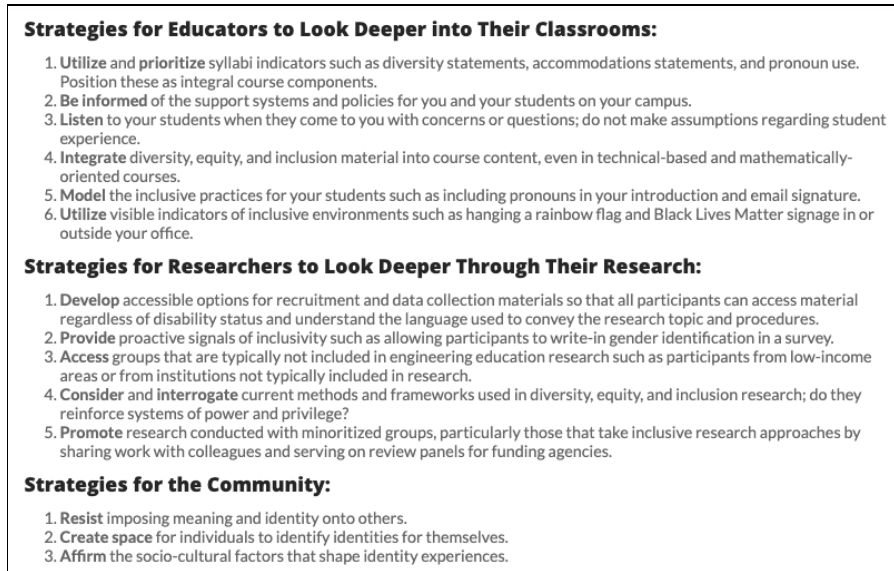 Strategies for Educators to Look Deeper into Their Classrooms:
1. Utilize and prioritize syllabi indicators such as diversity statements, accommodations statements, and pronoun use.
Position these as integral course components.
2. Be informed of the support systems and policies for you and your students on your campus.
3. Listen to your students when they come to you with concerns or questions; do not make assumptions regarding student
experience.
4. Integrate diversity, equity, and inclusion material into course content, even in technical-based and mathematically-
oriented courses.
5. Model the inclusive practices for your students such as including pronouns in your introduction and email signature.
6. Utilize visible indicators of inclusive environments such as hanging a rainbow flag and Black Lives Matter signage in or
outside your office.
Strategies for Researchers to Look Deeper Through Their Research:
1. Develop accessible options for recruitment and data collection materials so that all participants can access material
regardless of disability status and understand the language used to convey the research topic and procedures.
2. Provide proactive signals of inclusivity such as allowing participants to write-in gender identification in a survey.
3. Access groups that are typically not included in engineering education research such as participants from low-income
areas or from institutions not typically included in research.
4. Consider and interrogate current methods and frameworks used in diversity, equity, and inclusion research; do they
reinforce systems of power and privilege?
5. Promote research conducted with minoritized groups, particularly those that take inclusive research approaches by
sharing work with colleagues and serving on review panels for funding agencies.
Strategies for the Community:
1. Resist imposing meaning and identity onto others.
2. Create space for individuals to identify identities for themselves.
3. Affirm the socio-cultural factors that shape identity experiences.